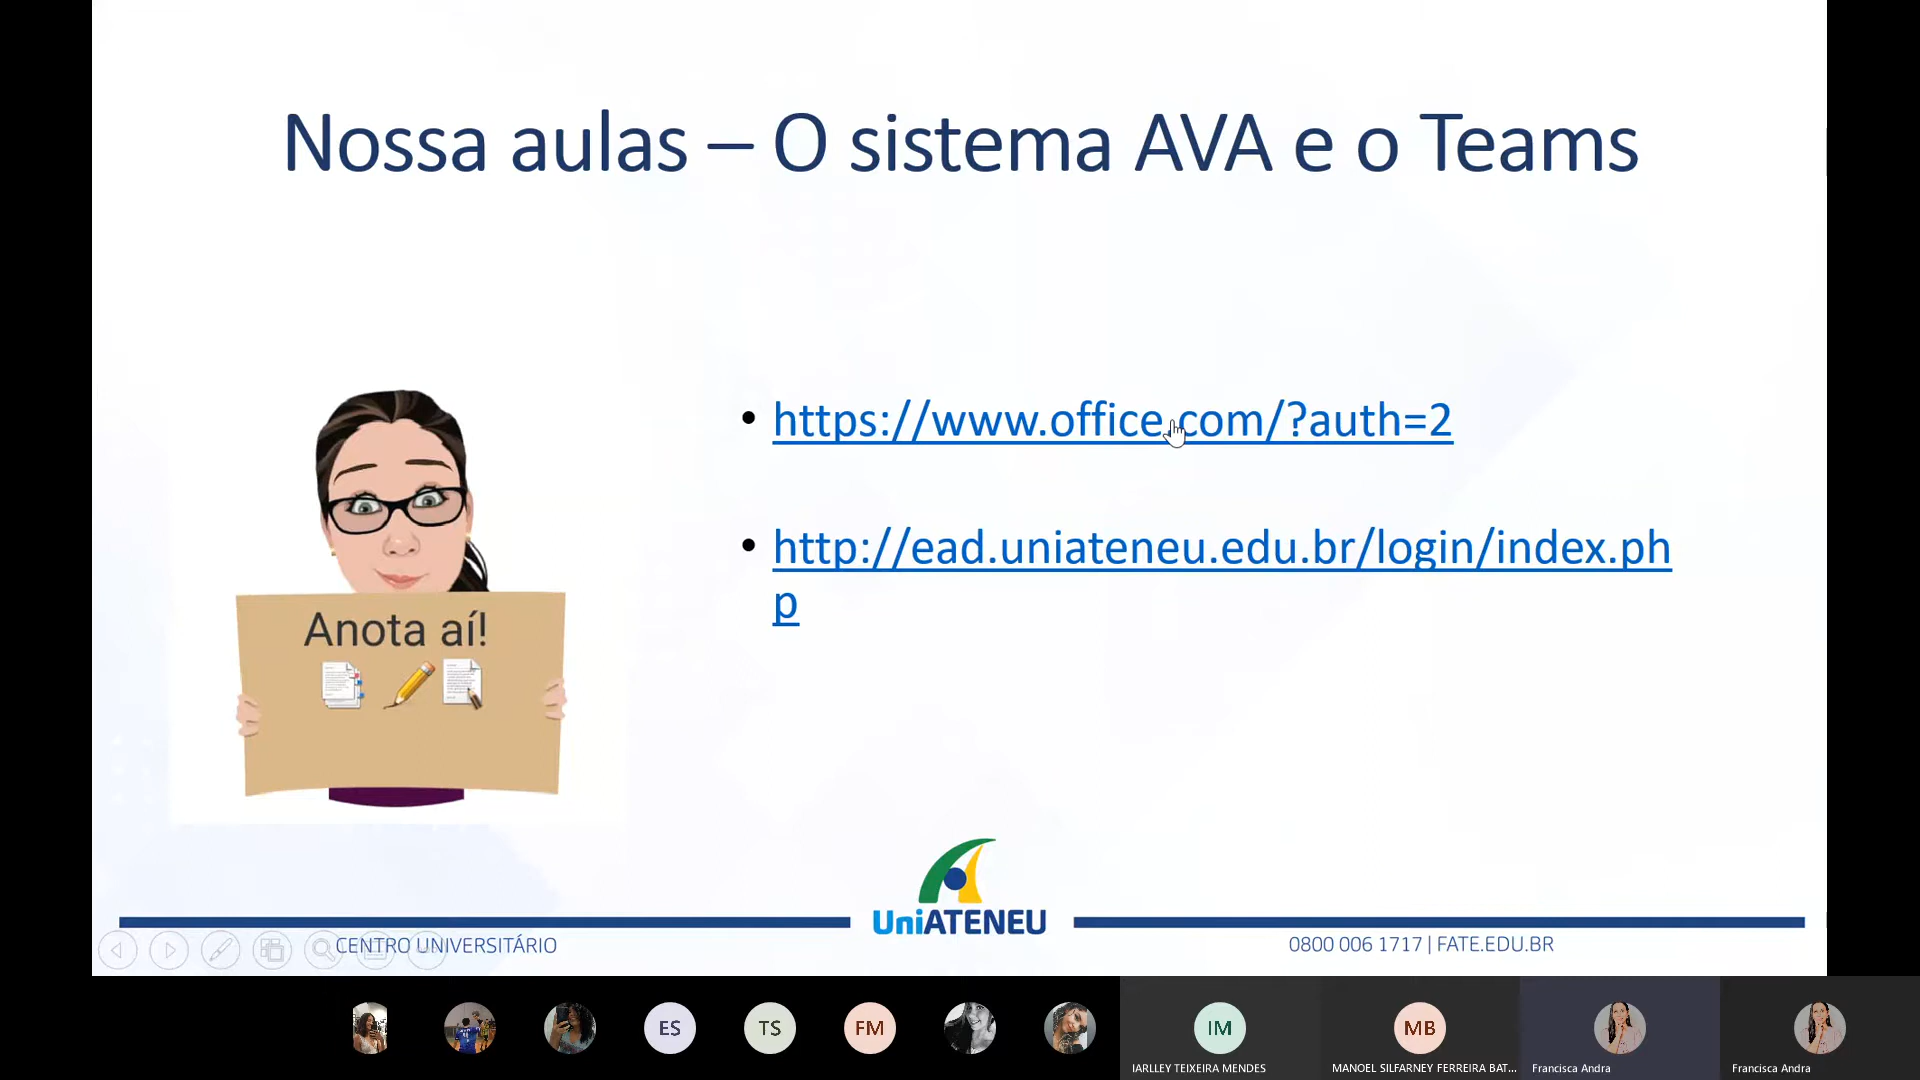 Nossa aulas – O sistema AVA e o Teams
https://www.office.com/?auth=2
http://ead.uniateneu.edu.br/login/index.ph
p
Anota aí!
UniATENEU
CENTRO UNIVERSITÁRIO
0800 006 1717 | FATE.EDU.BR
ES
TS
FM
IM
MB
IARLLEY TEIXEIRA MENDES
MANOEL SILFARNEY FERREIRA BAT...
Francisca Andra
Francisca Andra